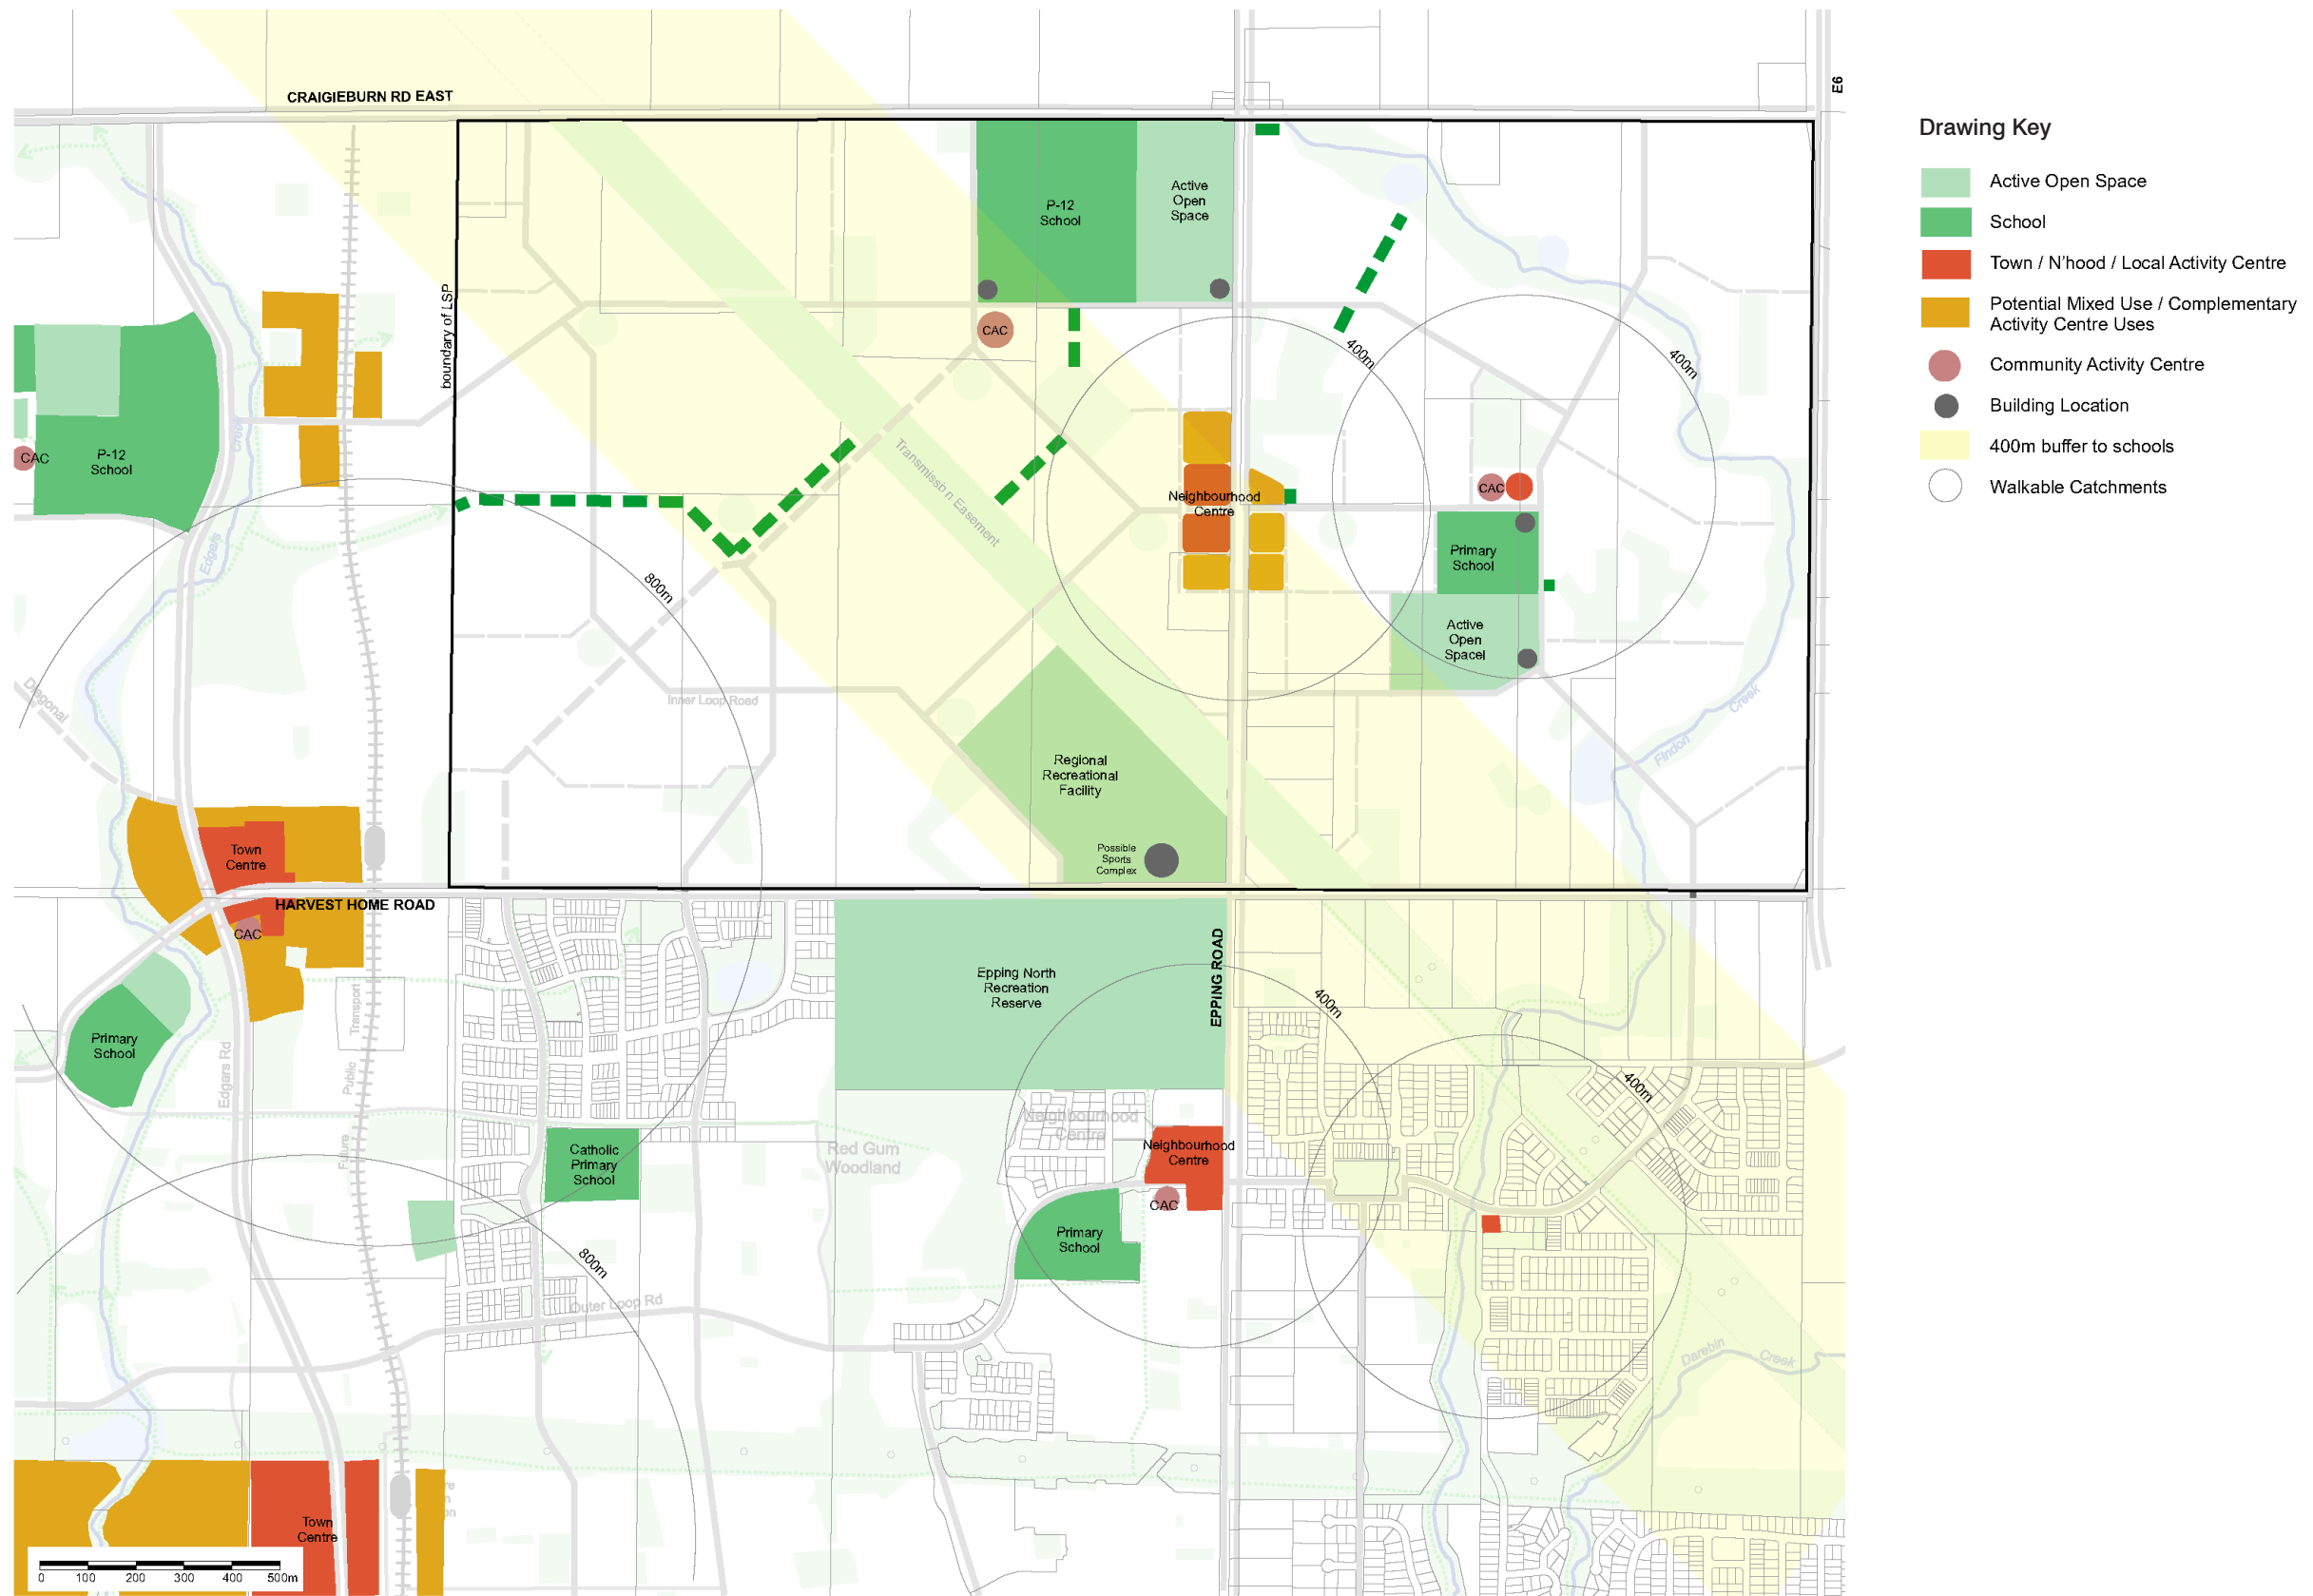 CRAIGIEBURN RD EAST
E6
boundary of LSP
P-12
School
Active
Open
Space
CAC
400m
400m
P-12
School
CAC
Creek
Edgars
Transmissbn Easement
Neighbourhood
Centre
CAC
Primary
School
Active
Open
Spacel
800m
Inner Loop Road
Diagonal
Creek
Findon
Regional
Recreational
Facility
Possible
Sports
Complex
Town
Centre
HARVEST HOME ROAD
CAC
Epping North
Recreation
Reserve
EPPING ROAD
400m
400m
Primary
School
Edgars Rd
Transport
Public
Future
Neighbourhood
Centre
Neighbourhood
Centre
Red Gum
Woodland
Catholic
Primary
School
CAC
Primary
School
800m
Outer Loop Rd
Darebin
Creek
Town
Centre
0 100 200 300 400 500m
Drawing Key
Active Open Space
School
Town / N'hood / Local Activity Centre
Potential Mixed Use / Complementary
Activity Centre Uses
Community Activity Centre
Building Location
400m buffer to schools
Walkable Catchments